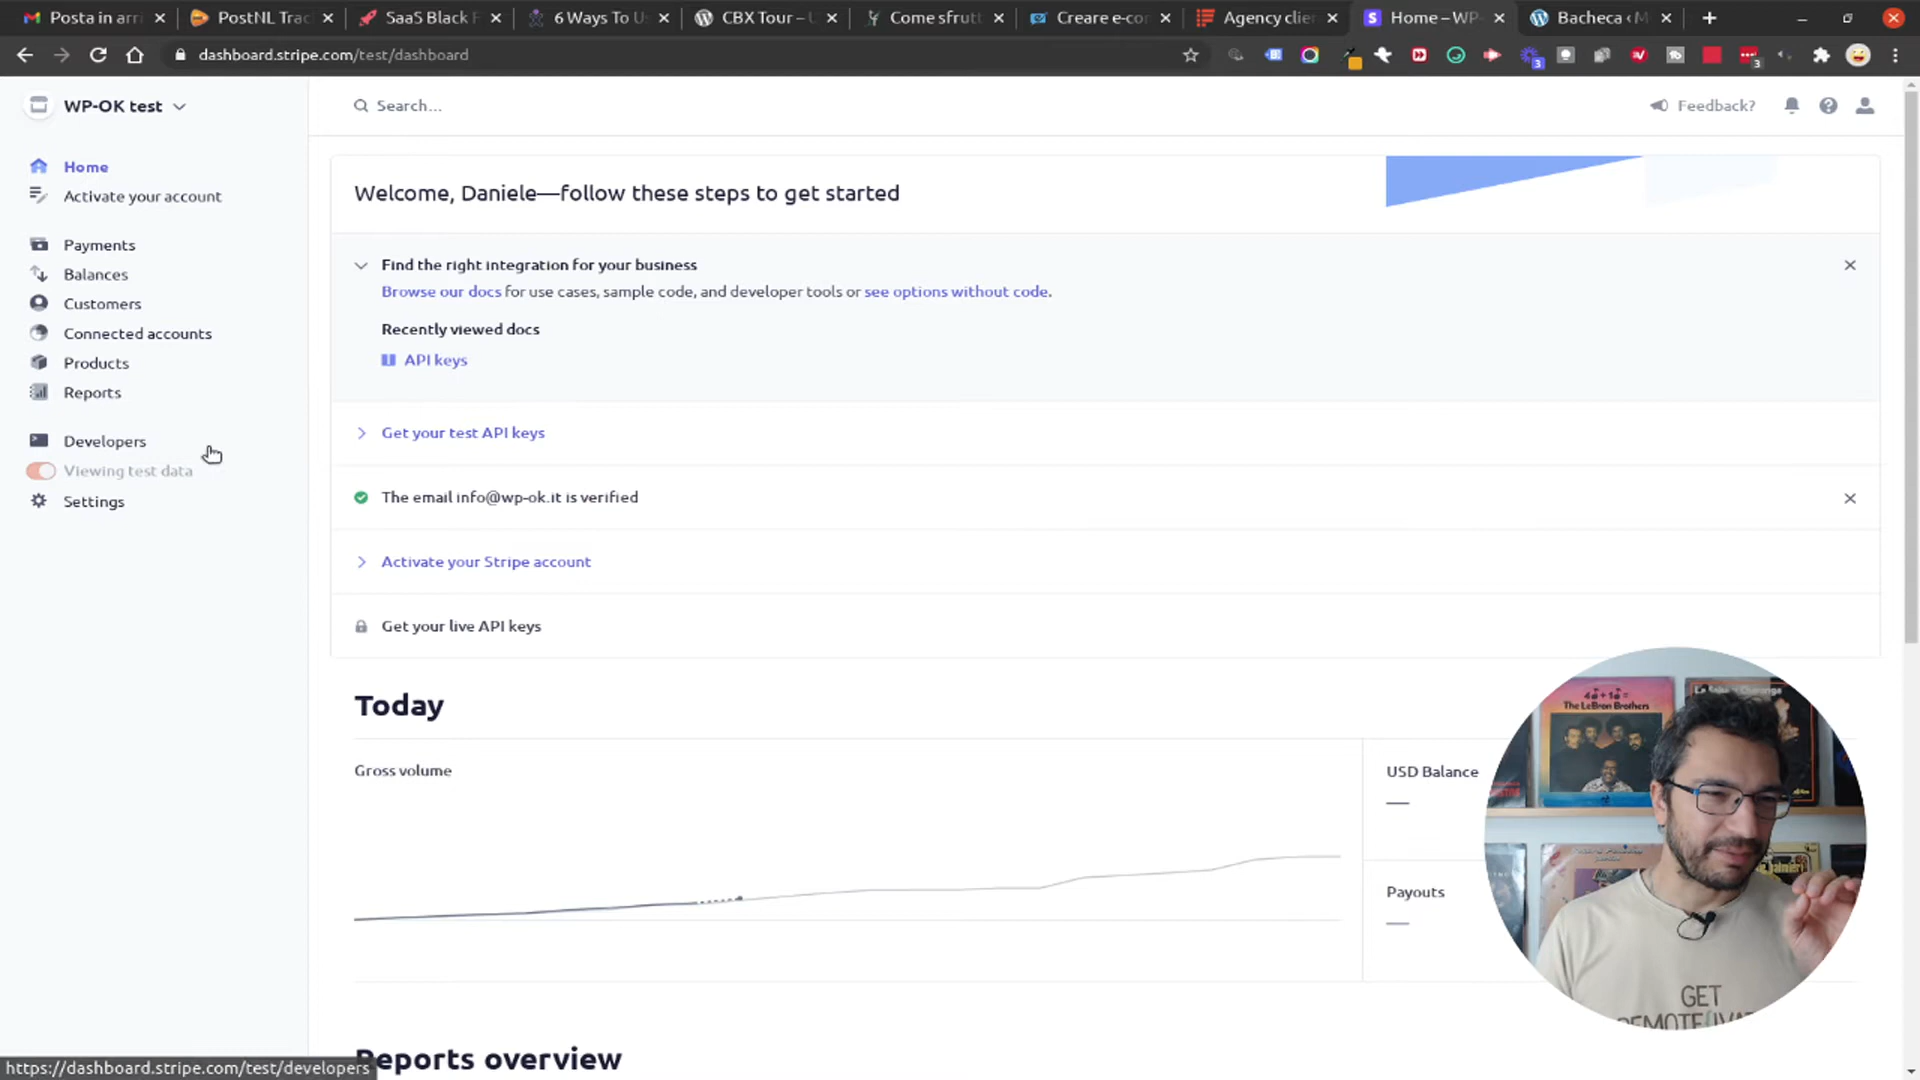 Posta in arri
PostNL Trac
SaaS Black F
6 Ways To Us
CBX Tour – U
Come sfrutt
Creare e-con
Agency clie
Home – WP-
Bacheca ‹ M
dashboard.stripe.com/test/dashboard
3
3
WP-OK test
Search...
Feedback?
Home
Activate your account
Payments
Balances
Customers
Connected accounts
Products
Reports
Developers
Viewing test data
Settings
Welcome, Daniele—follow these steps to get started
Find the right integration for your business
Browse our docs for use cases, sample code, and developer tools or see options without code.
Recently viewed docs
API keys
Get your test API keys
The email info@wp-ok.it is verified
Activate your Stripe account
Get your live API keys
Today
Gross volume
USD Balance
—
Payouts
—
Reports overview
https://dashboard.stripe.com/test/developers
The LeBron Brothers
GET